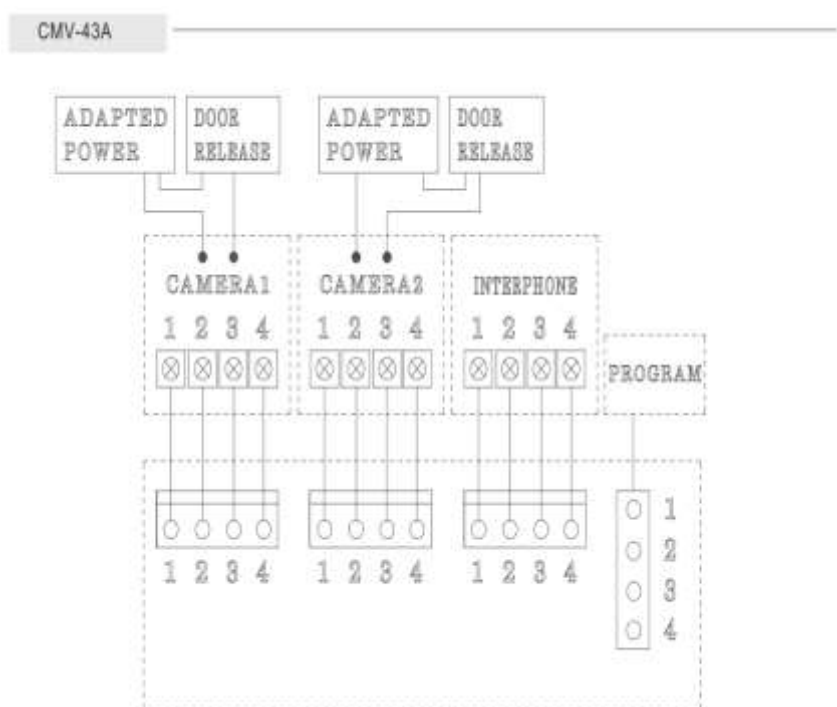 CMV-43A
ADAPTED POWER
DOOR RELEASE
ADAPTED POWER
DOOR RELEASE
CAMERA1
CAMERA2
INTERPHONE
1 2 3 4
1 2 3 4
1 2 3 4
PROGRAM
1 2 3 4
1 2 3 4
1 2 3 4
1
2
3
4